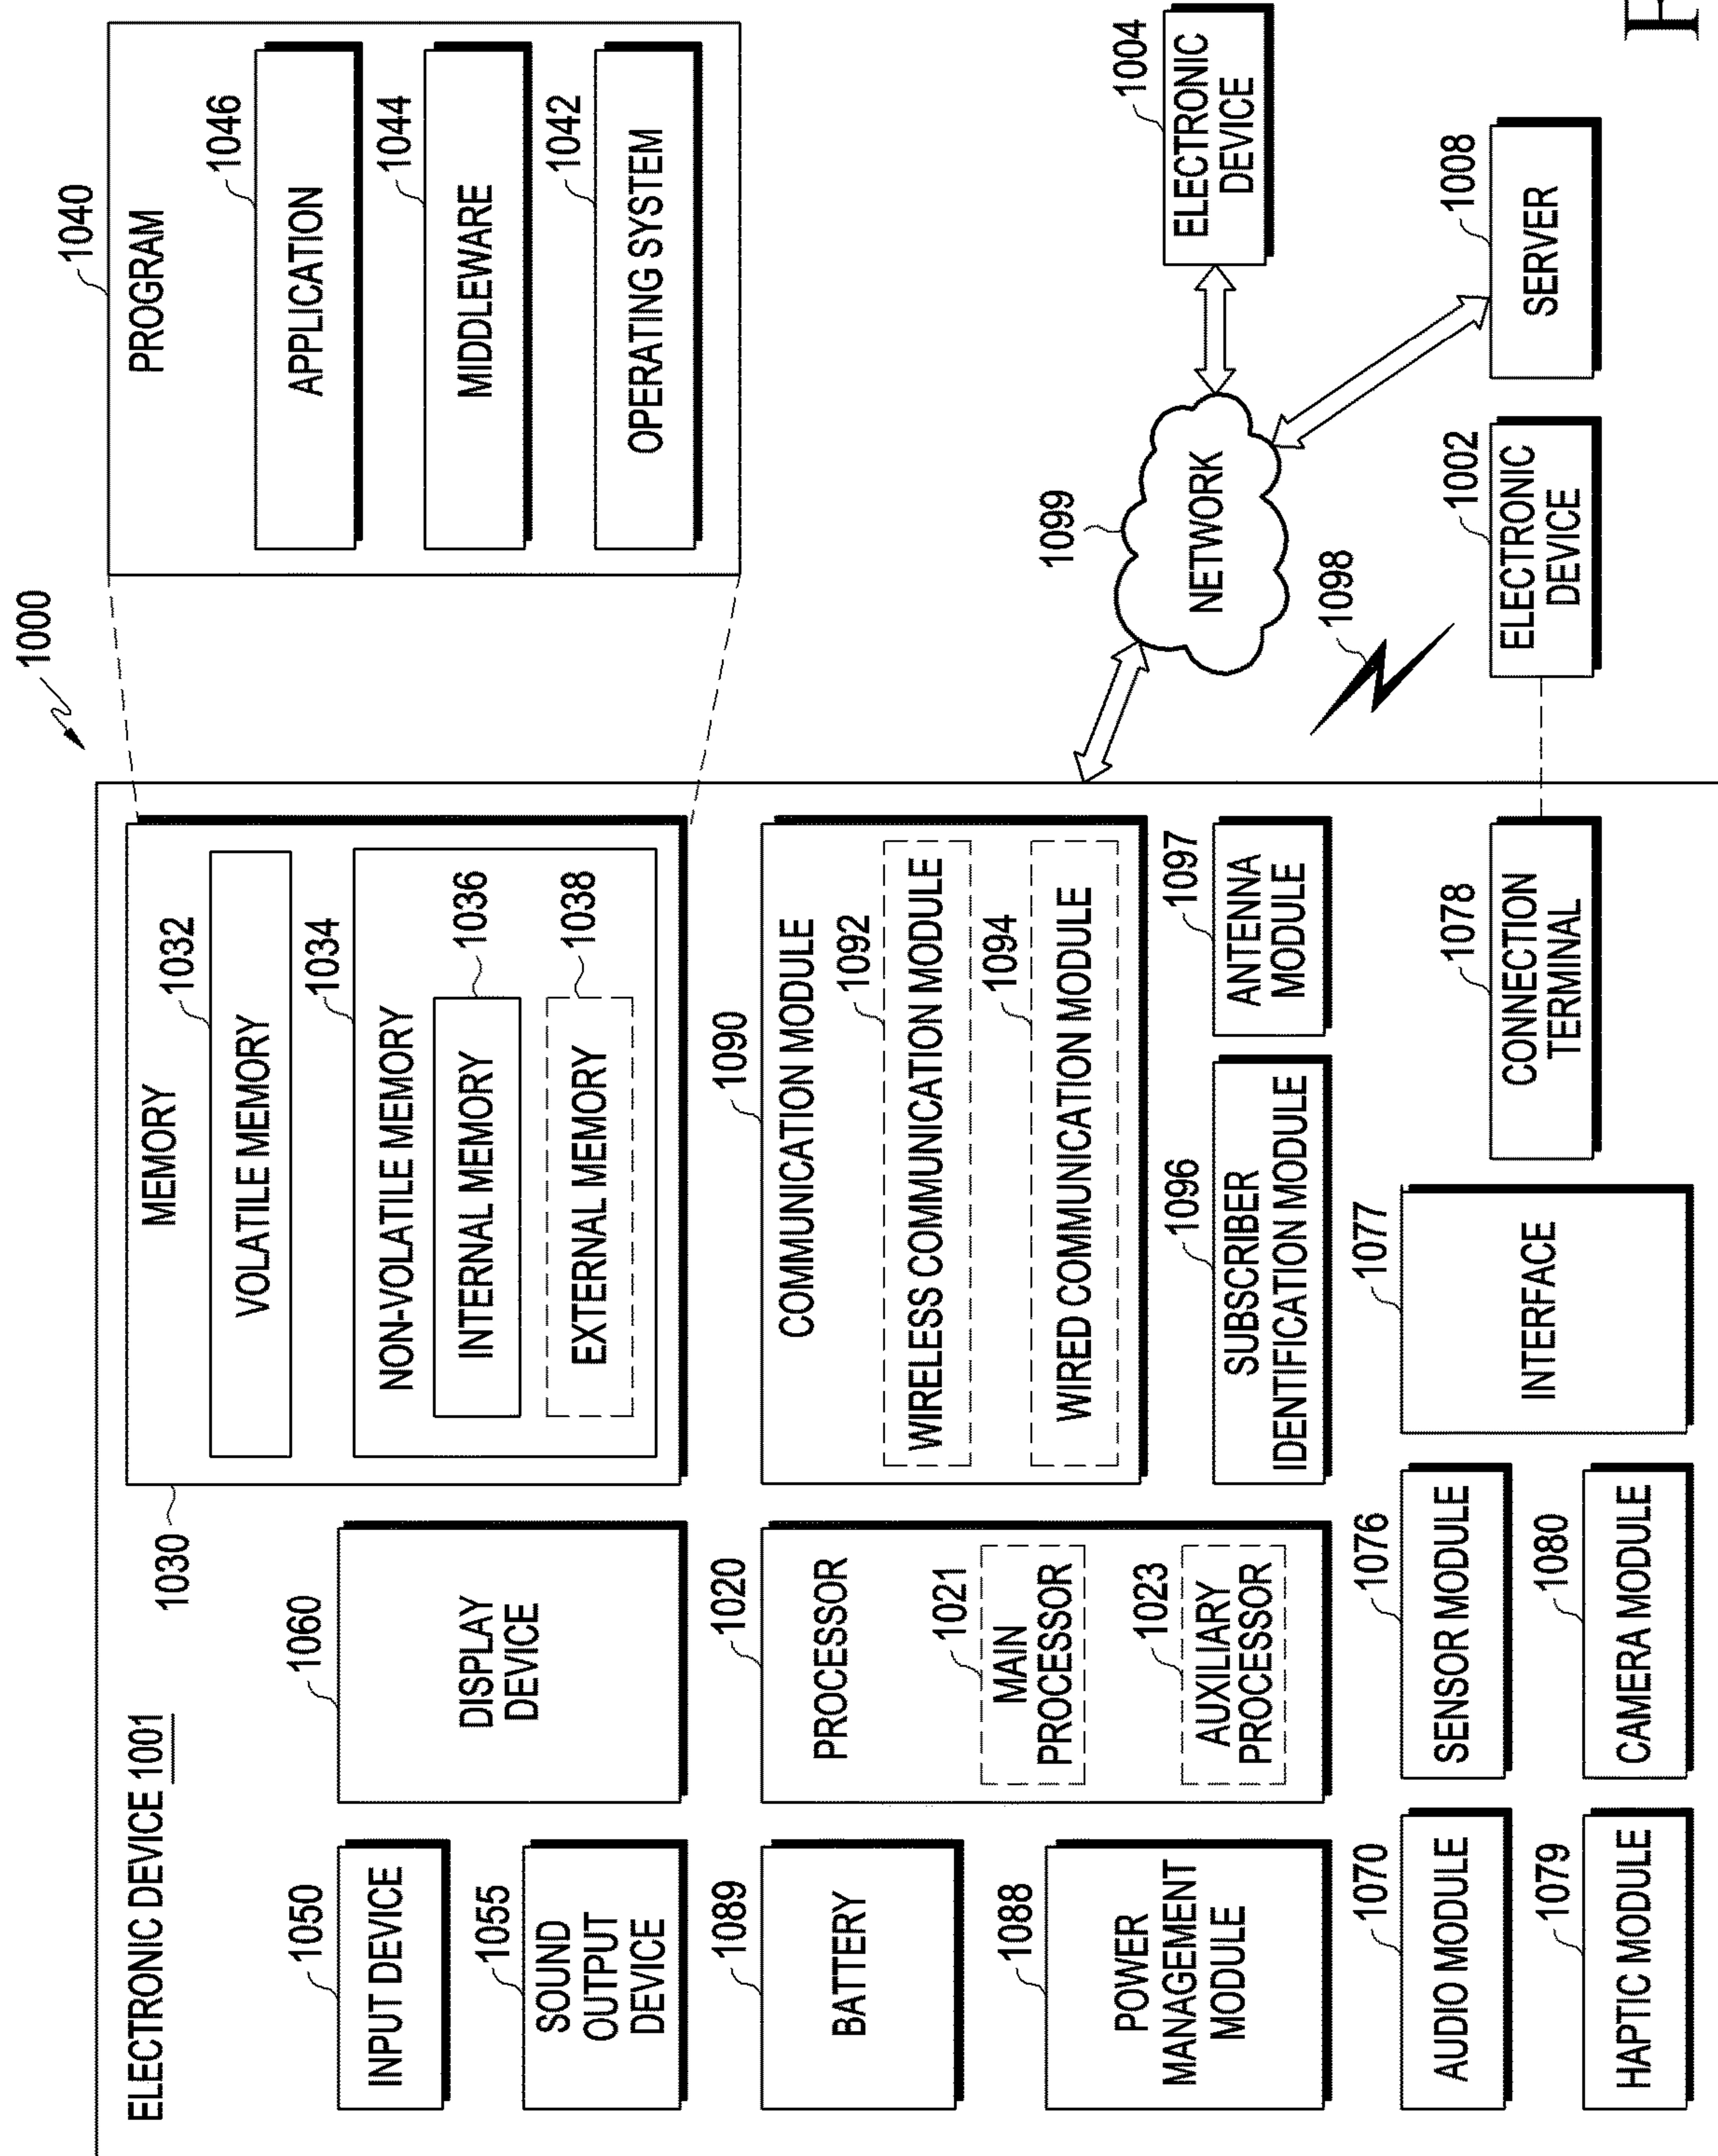 1000
ELECTRONIC DEVICE 1001
1030
MEMORY
1032
VOLATILE MEMORY
1034
NON-VOLATILE MEMORY
1036
INTERNAL MEMORY
1038
EXTERNAL MEMORY
1040
PROGRAM
1046
APPLICATION
1044
MIDDLEWARE
1042
OPERATING SYSTEM
1050
INPUT DEVICE
1055
SOUND
OUTPUT
DEVICE
1060
DISPLAY
DEVICE
1089
BATTERY
1088
POWER
MANAGEMENT
MODULE
1020
PROCESSOR
1021
MAIN
PROCESSOR
1023
AUXILIARY
PROCESSOR
1090
COMMUNICATION MODULE
1092
WIRELESS COMMUNICATION MODULE
1094
WIRED COMMUNICATION MODULE
1096
SUBSCRIBER
IDENTIFICATION MODULE
1097
ANTENNA
MODULE
1099
NETWORK
1004
ELECTRONIC
DEVICE
1098
1070
AUDIO MODULE
1076
SENSOR MODULE
1077
INTERFACE
1078
CONNECTION
TERMINAL
1002
ELECTRONIC
DEVICE
1008
SERVER
1079
HAPTIC MODULE
1080
CAMERA MODULE